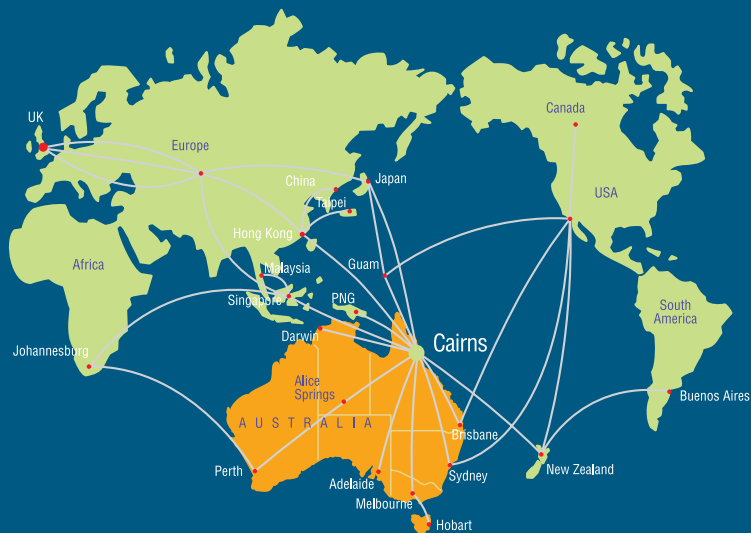 UK
Europe
Canada
USA
China
Japan
Taipei
Hong Kong
Africa
Malaysia
Guam
Singapore
PNG
South
America
Darwin
Cairns
Johannesburg
Alice
Springs
Buenos Aires
AUSTRALIA
Brisbane
Perth
Adelaide
Sydney
New Zealand
Melbourne
Hobart